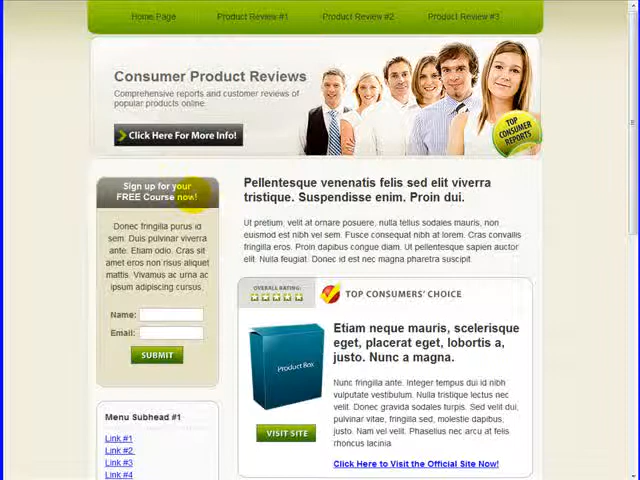 Home Page Product Review #1 Product Review #2 Product Review #3
Consumer Product Reviews
Comprehensive reports and customer reviews of
popular products online.
Click Here For More Info!
TOP
CONSUMER
REPORTS
Sign up for your
FREE Course now!
Donec fringilla purus id
sem. Duis pulvinar viverra
ante. Etiam odio. Cras sit
amet eros non risus aliquet
mattis. Vivamus ac urna ac
ipsum adipiscing cursus.
Name:
Email:
SUBMIT
Menu Subhead #1
Link #1
Link #2
Link #3
Link #4
Pellentesque venenatis felis sed elit viverra
tristique. Suspendisse enim. Proin dui.
Ut pretium, velit at ornare posuere, nulla tellus sodales mauris, non
euismod est nibh vel sem. Fusce consequat nibh at lorem. Cras convallis
fringilla eros. Proin dapibus congue diam. Ut pellentesque sapien auctor
elit. Nulla feugiat. Donec id est nec magna pharetra suscipit.
OVERALL RATING:
TOP CONSUMERS' CHOICE
Product Box
VISIT SITE
Etiam neque mauris, scelerisque
eget, placerat eget, lobortis a,
justo. Nunc a magna.
Nunc fringilla ante. Integer tempus dui id nibh
vulputate vestibulum. Nulla tristique lectus nec
velit. Donec gravida sodales turpis. Sed velit dui,
pulvinar vitae, fringilla sed, molestie dapibus,
justo. Nam vel velit. Phasellus nec arcu at felis
rhoncus lacinia.
Click Here to Visit the Official Site Now!